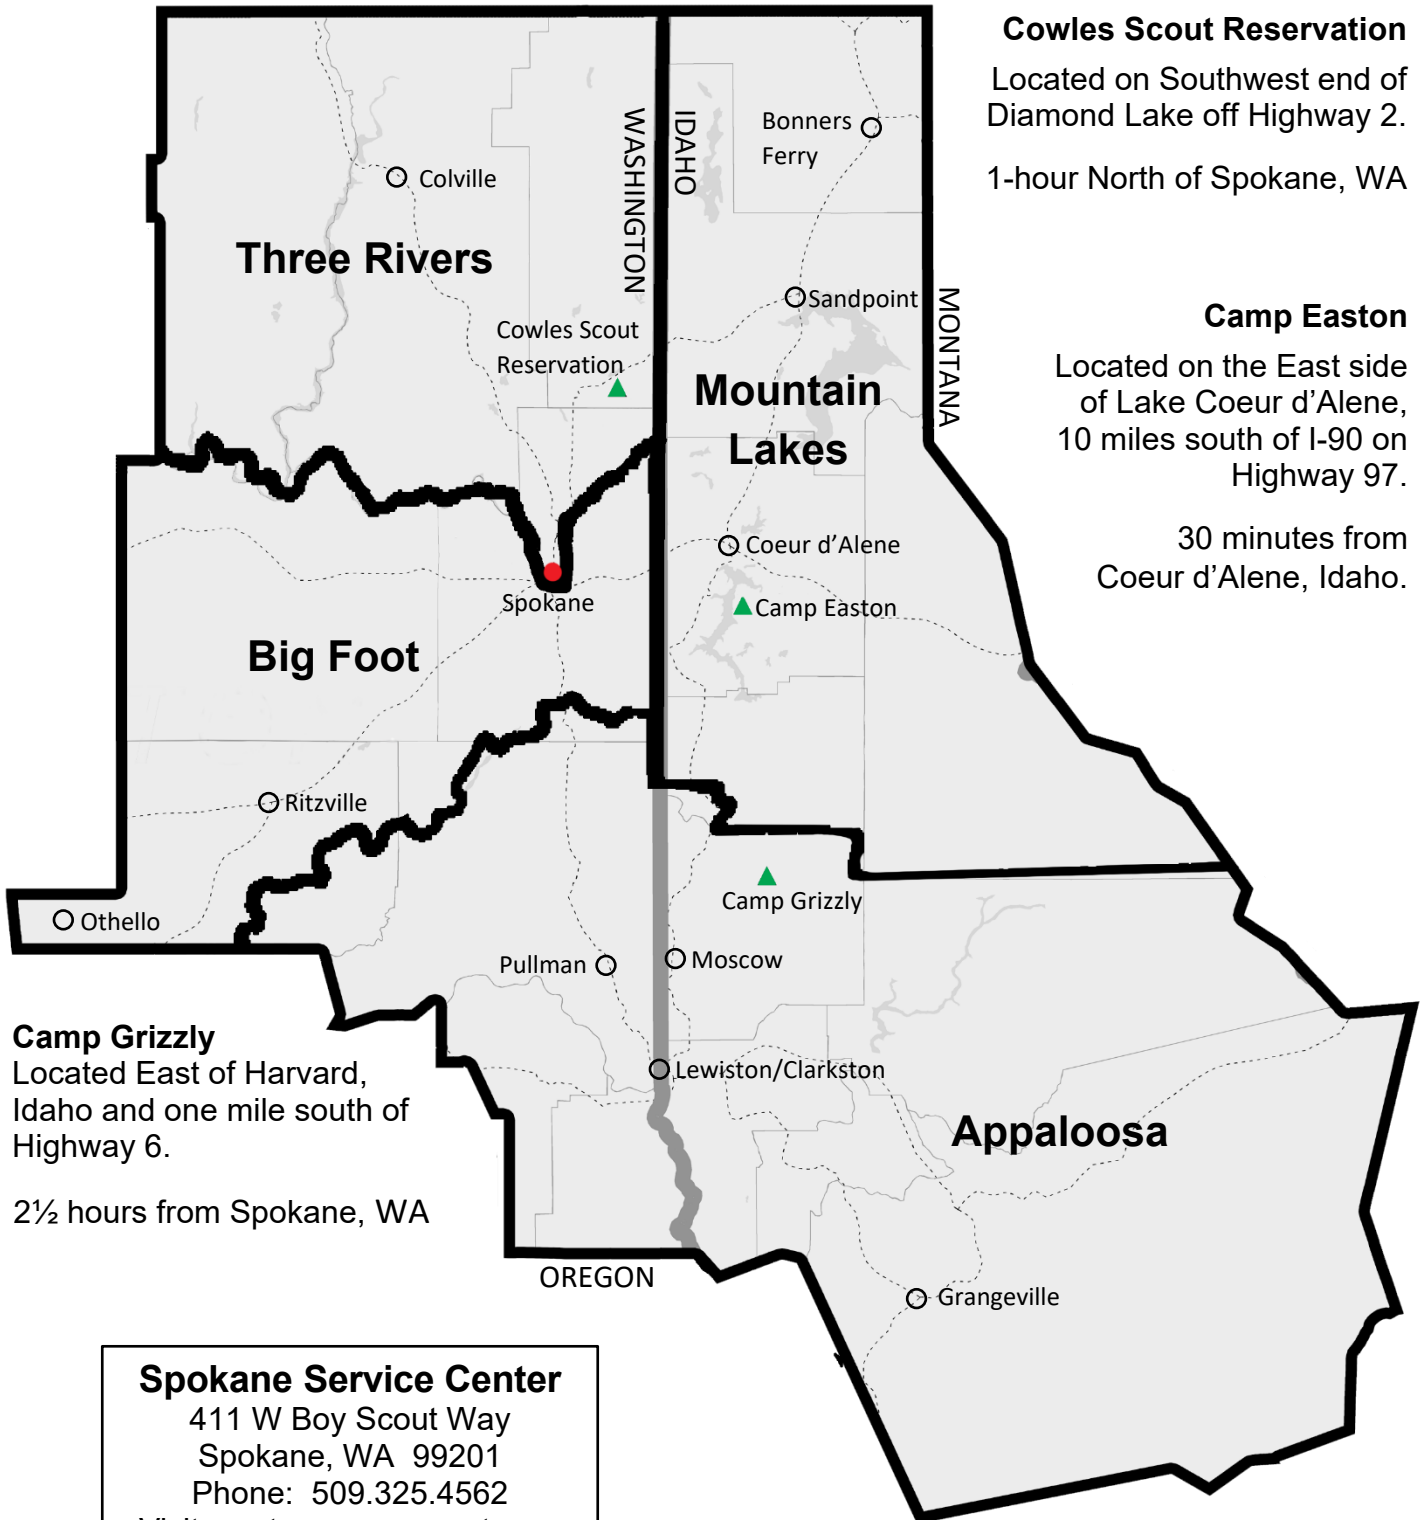 Cowles Scout Reservation
Located on Southwest end of
Diamond Lake off Highway 2.
1-hour North of Spokane, WA
WASHINGTON
IDAHO
MONTANA
Bonners
Ferry
Colville
Three Rivers
Sandpoint
Cowles Scout
Reservation
Mountain
Lakes
Camp Easton
Located on the East side
of Lake Coeur d'Alene,
10 miles south of I-90 on
Highway 97.
30 minutes from
Coeur d'Alene, Idaho.
Coeur d'Alene
Camp Easton
Spokane
Big Foot
Ritzville
Othello
Camp Grizzly
Pullman
Moscow
Camp Grizzly
Located East of Harvard,
Idaho and one mile south of
Highway 6.
2½ hours from Spokane, WA
Lewiston/Clarkston
Appaloosa
OREGON
Grangeville
Spokane Service Center
411 W Boy Scout Way
Spokane, WA 99201
Phone: 509.325.4562